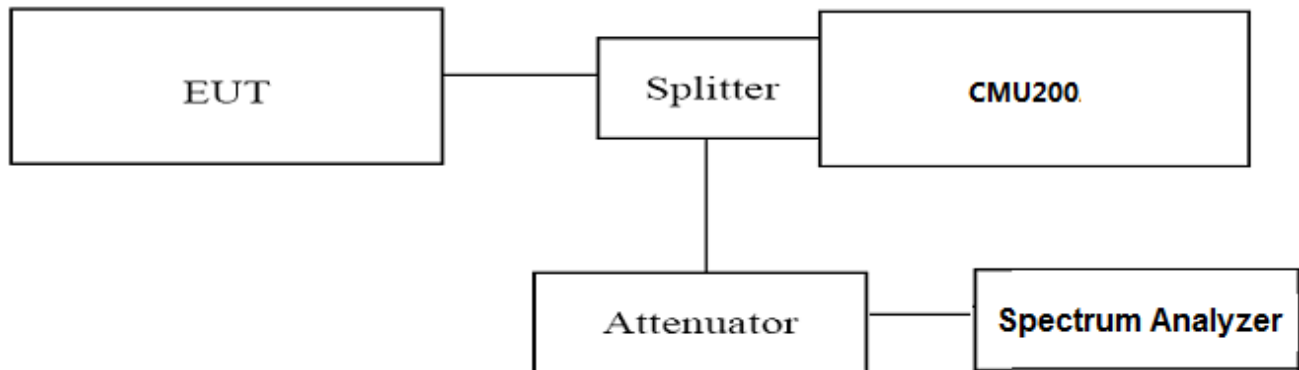 EUT
Splitter
CMU200
Attenuator
Spectrum Analyzer